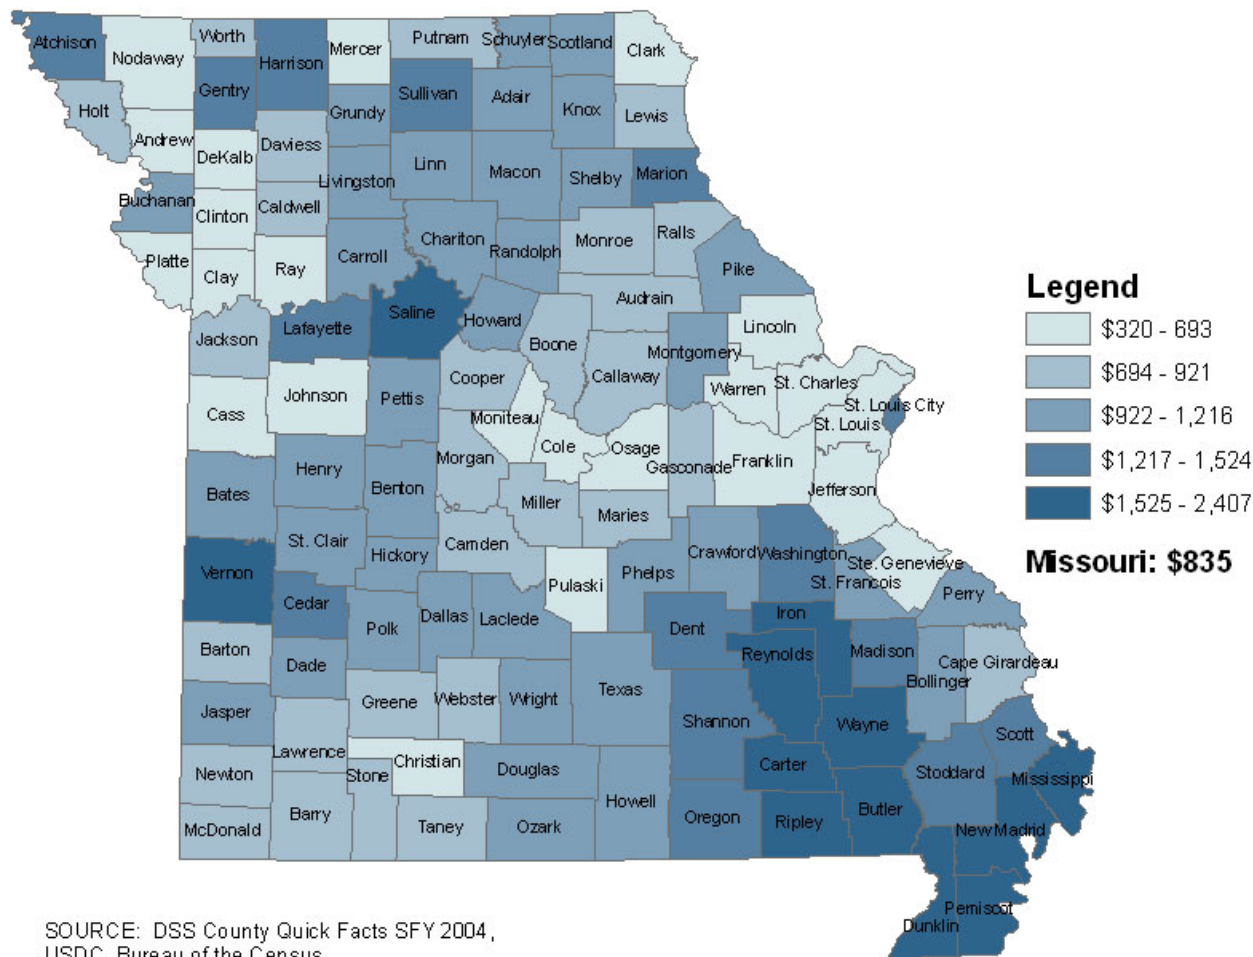 Atchison
Nodaway
Worth
Harrison
Mercer
Putnam
Schuyler
Scotland
Clark
Gentry
Sullivan
Adair
Knox
Lewis
Holt
Andrew
DeKalb
Daviess
Grundy
Linn
Macon
Shelby
Marion
Livingston
Buchanan
Clinton
Caldwell
Chariton
Randolph
Monroe
Ralls
Platte
Clay
Ray
Carroll
Pike
Audrain
Saline
Howard
Lafayette
Jackson
Boone
Montgomery
Lincoln
Callaway
Cooper
Warren
St. Charles
Johnson
Pettis
Cass
Moniteau
St. Louis City
St. Louis
Cole
Osage
Gasconade
Franklin
Morgan
Henry
Benton
Bates
Jefferson
Miller
Maries
St. Clair
Hickory
Camden
Crawford
Washington
Ste. Genevieve
St. Francois
Vernon
Pulaski
Phelps
Perry
Cedar
Iron
Polk
Dallas
Laclede
Dent
Barton
Dade
Reynolds
Madison
Cape Girardeau
Bollinger
Texas
Greene
Webster
Wright
Jasper
Shannon
Wayne
Scott
Lawrence
Christian
Newton
Stone
Douglas
Carter
Stoddard
Mississippi
Howell
Barry
McDonald
Taney
Ozark
Oregon
Ripley
Butler
New Madrid
Pemiscot
Dunklin
Legend
$320 - 693
$694 - 921
$922 - 1,216
$1,217 - 1,524
$1,525 - 2,407
Missouri: $835
SOURCE: DSS County Quick Facts SFY 2004,
USDC, Bureau of the Census